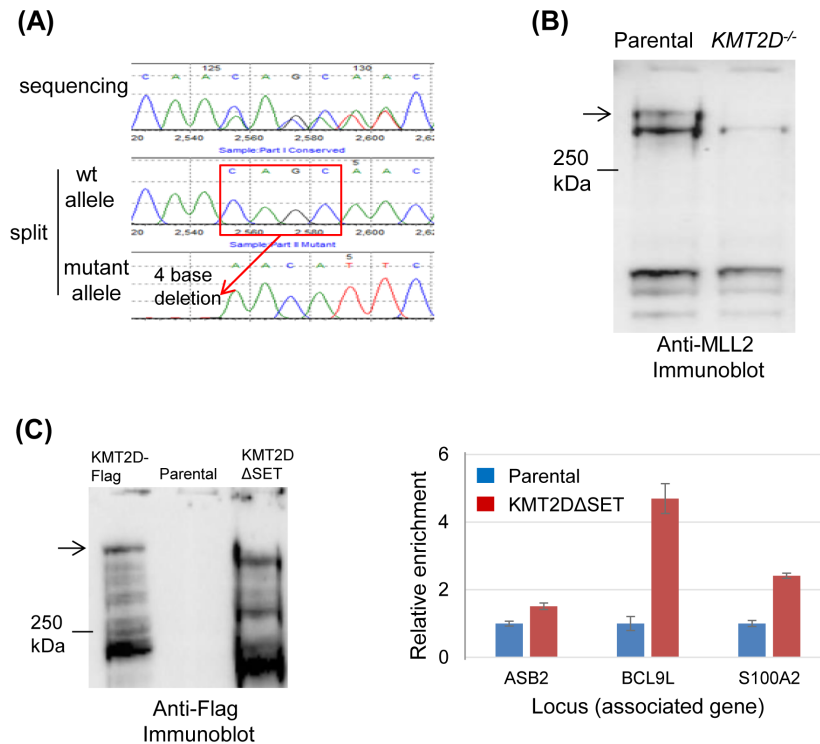 (A)
sequencing
125 130
C A A C A G C A A C
20 2,540 2,560 2,580 2,600 2,62
Sample:Part I Conserved
split
wt allele
5
C A G C A A C
2,540 2,560 2,580 2,600 2,62
Sample:Part II Mutant
mutant allele
4 base deletion
5
A A C A T T C
(B)
Parental KMT2D-/-
250 kDa
Anti-MLL2
Immunoblot
(C)
KMT2D-Flag
Parental
KMT2D ΔSET
250 kDa
Anti-Flag
Immunoblot
Relative enrichment
6
4
2
0
Parental
KMT2DΔSET
ASB2 BCL9L S100A2
Locus (associated gene)